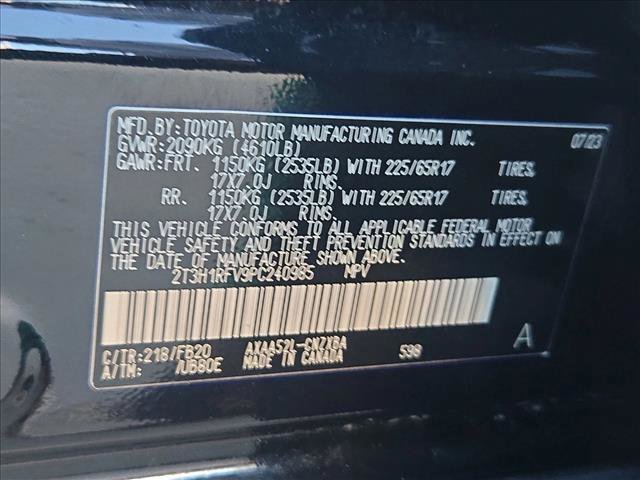 MFD.BY:TOYOTA MOTOR MANUFACTURING CANADA INC. 07/23
GVWR:2090KG (4610LB)
GAWR:FRT. 1150KG (2535LB) WITH 225/65R17 TIRES,
17X7.0J RIMS.
RR. 1150KG (2535LB) WITH 225/65R17 TIRES,
17X7.0J RIMS.
THIS VEHICLE CONFORMS TO ALL APPLICABLE FEDERAL MOTOR
VEHICLE SAFETY AND THEFT PREVENTION STANDARDS IN EFFECT ON
THE DATE OF MANUFACTURE SHOWN ABOVE.
2T3H1RFV9PC240985 MPV
C/TR:218/FB20 AXAA52L-CNZXBA 598 A
A/TM: /UB80E MADE IN CANADA